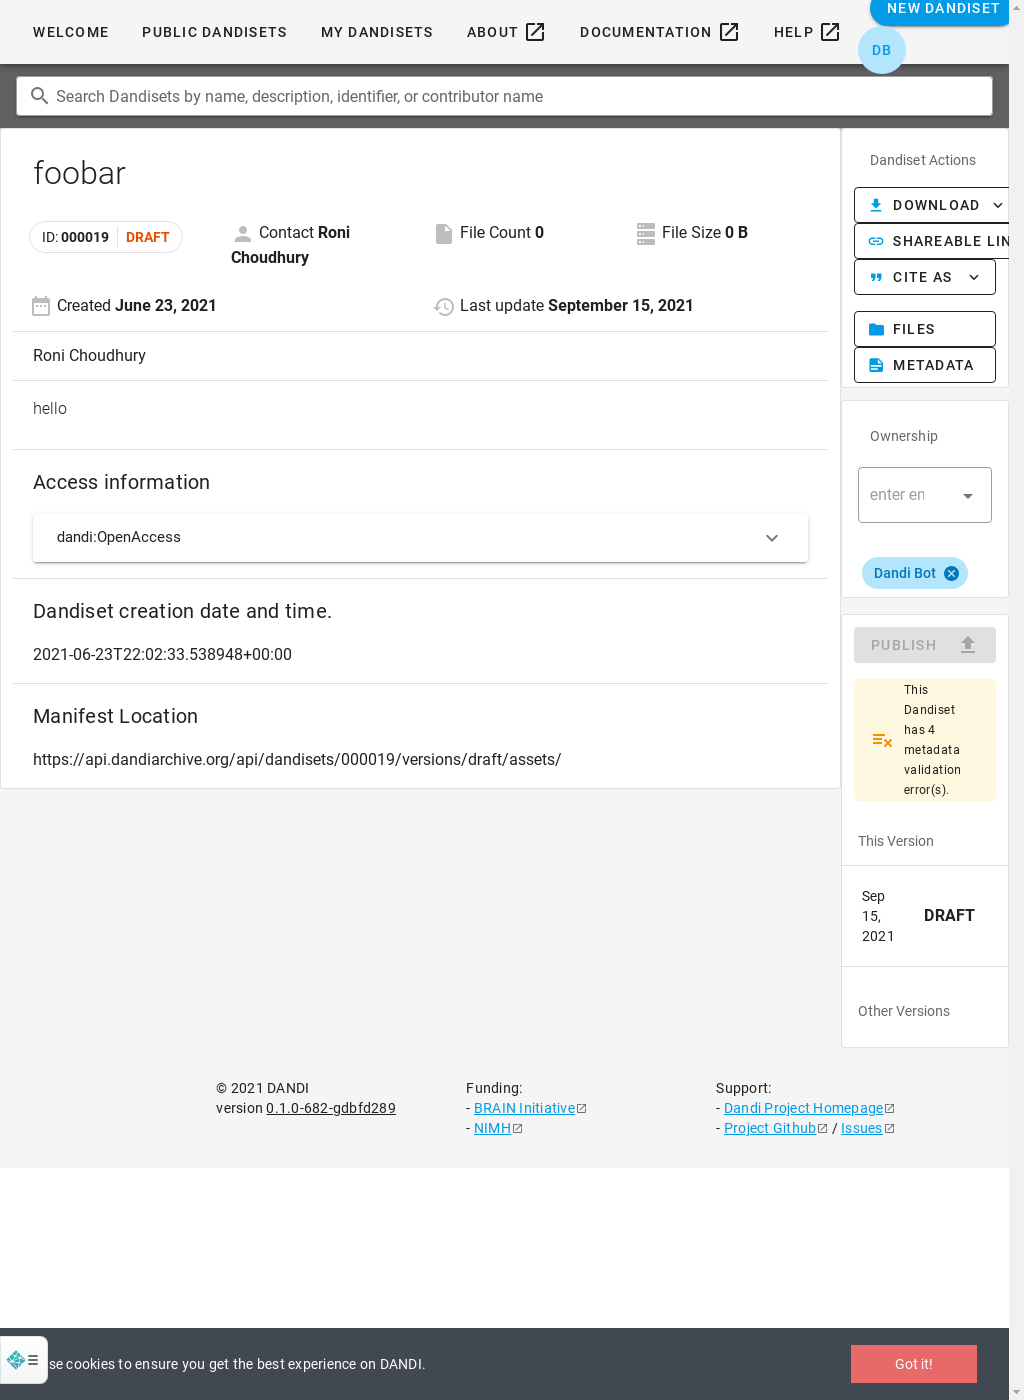 WELCOME PUBLIC DANDISETS MY DANDISETS ABOUT DOCUMENTATION HELP NEW DANDISET
DB
Search Dandisets by name, description, identifier, or contributor name
foobar
ID: 000019 DRAFT
Contact Roni Choudhury
File Count 0
File Size 0 B
Created June 23, 2021
Last update September 15, 2021
Roni Choudhury
hello
Access information
dandi:OpenAccess
Dandiset creation date and time.
2021-06-23T22:02:33.538948+00:00
Manifest Location
https://api.dandiarchive.org/api/dandisets/000019/versions/draft/assets/
Dandiset Actions
DOWNLOAD
SHAREABLE LIN
CITE AS
FILES
METADATA
Ownership
enter en
Dandi Bot
PUBLISH
This
Dandiset
has 4
metadata
validation
error(s).
This Version
Sep
15,
2021
DRAFT
Other Versions
© 2021 DANDI
version 0.1.0-682-gdbfd289
Funding:
- BRAIN Initiative
- NIMH
Support:
- Dandi Project Homepage
- Project Github / Issues
se cookies to ensure you get the best experience on DANDI.
Got it!